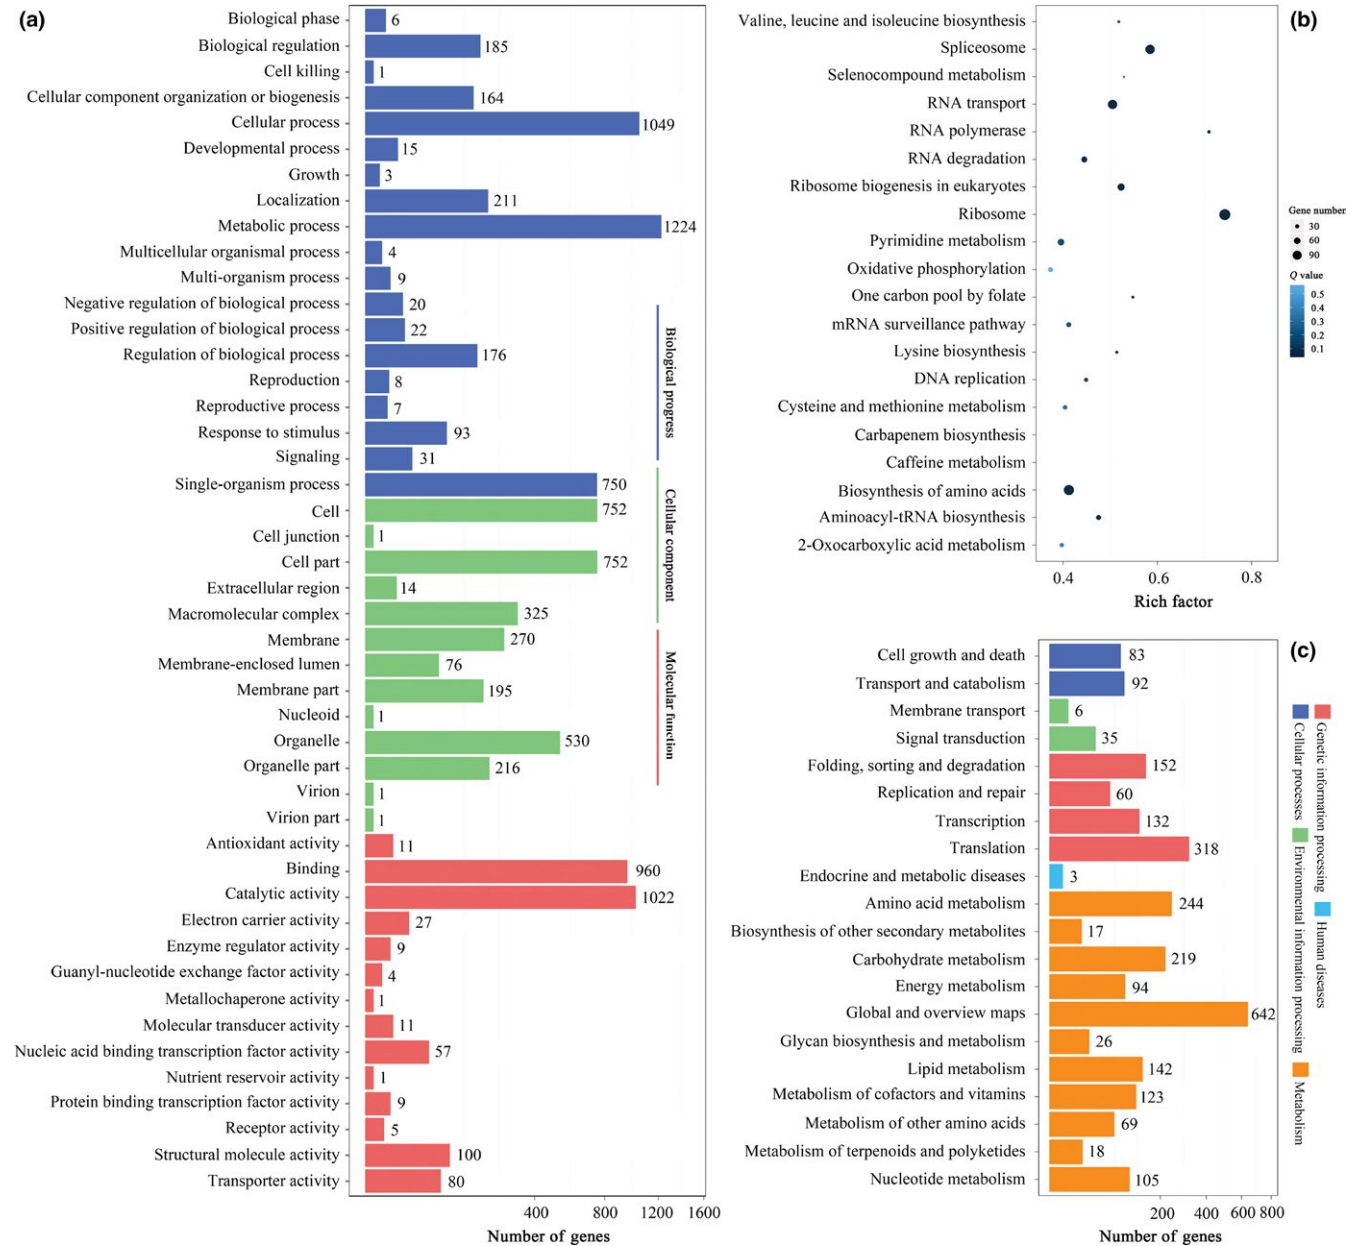 (a)
Biological phase 6
Biological regulation 185
Cell killing 1
Cellular component organization or biogenesis 164
Cellular process 1049
Developmental process 15
Growth 3
Localization 211
Metabolic process 1224
Multicellular organismal process 4
Multi-organism process 9
Negative regulation of biological process 20
Positive regulation of biological process 22
Regulation of biological process 176
Reproduction 8
Reproductive process 7
Response to stimulus 93
Signaling 31
Single-organism process 750
Cell 752
Cell junction 1
Cell part 752
Extracellular region 14
Macromolecular complex 325
Membrane 270
Membrane-enclosed lumen 76
Membrane part 195
Nucleoid 1
Organelle 530
Organelle part 216
Virion 1
Virion part 1
Antioxidant activity 11
Binding 960
Catalytic activity 1022
Electron carrier activity 27
Enzyme regulator activity 9
Guanyl-nucleotide exchange factor activity 4
Metallochaperone activity 1
Molecular transducer activity 11
Nucleic acid binding transcription factor activity 57
Nutrient reservoir activity 1
Protein binding transcription factor activity 9
Receptor activity 5
Structural molecule activity 100
Transporter activity 80
400 800 1200 1600
Number of genes
Biological progress
Cellular component
Molecular function
(b)
Valine, leucine and isoleucine biosynthesis
Spliceosome
Selenocompound metabolism
RNA transport
RNA polymerase
RNA degradation
Ribosome biogenesis in eukaryotes
Ribosome
Pyrimidine metabolism
Oxidative phosphorylation
One carbon pool by folate
mRNA surveillance pathway
Lysine biosynthesis
DNA replication
Cysteine and methionine metabolism
Carbapenem biosynthesis
Caffeine metabolism
Biosynthesis of amino acids
Aminoacyl-tRNA biosynthesis
2-Oxocarboxylic acid metabolism
0.4 0.6 0.8
Rich factor
Gene number
30
60
90
Q value
0.5
0.4
0.3
0.2
0.1
(c)
Cell growth and death 83
Transport and catabolism 92
Membrane transport 6
Signal transduction 35
Folding, sorting and degradation 152
Replication and repair 60
Transcription 132
Translation 318
Endocrine and metabolic diseases 3
Amino acid metabolism 244
Biosynthesis of other secondary metabolites 17
Carbohydrate metabolism 219
Energy metabolism 94
Global and overview maps 642
Glycan biosynthesis and metabolism 26
Lipid metabolism 142
Metabolism of cofactors and vitamins 123
Metabolism of other amino acids 69
Metabolism of terpenoids and polyketides 18
Nucleotide metabolism 105
200 400 600 800
Number of genes
Genetic information processing
Human diseases
Cellular processes
Environmental information processing
Metabolism